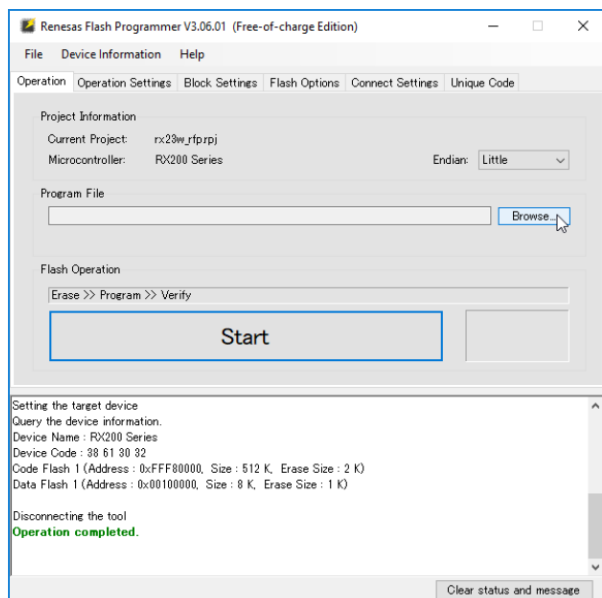 Renesas Flash Programmer V3.06.01 (Free-of-charge Edition)
File Device Information Help
Operation Operation Settings Block Settings Flash Options Connect Settings Unique Code
Project Information
Current Project: rx23w_rfp.rpj
Microcontroller: RX200 Series Endian: Little
Program File
Browse...
Flash Operation
Erase >> Program >> Verify
Start
Setting the target device
Query the device information.
Device Name : RX200 Series
Device Code : 38 61 30 32
Code Flash 1 (Address : 0xFFF80000, Size : 512 K, Erase Size : 2 K)
Data Flash 1 (Address : 0x00100000, Size : 8 K, Erase Size : 1 K)
Disconnecting the tool
Operation completed.
Clear status and message